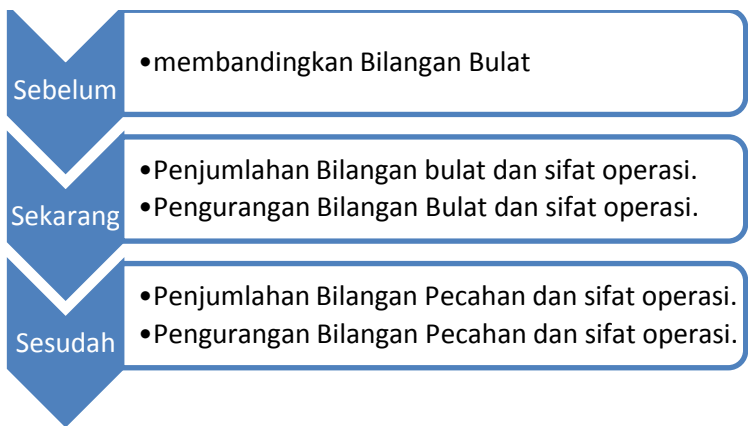 Sebelum
•membandingkan Bilangan Bulat
Sekarang
•Penjumlahan Bilangan bulat dan sifat operasi.
•Pengurangan Bilangan Bulat dan sifat operasi.
Sesudah
•Penjumlahan Bilangan Pecahan dan sifat operasi.
•Pengurangan Bilangan Pecahan dan sifat operasi.